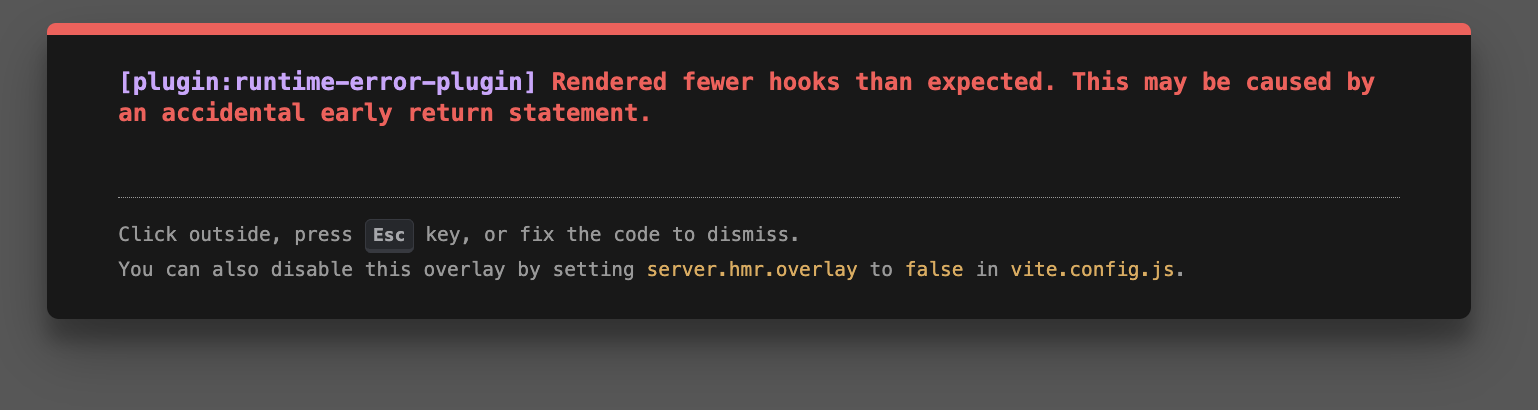 [plugin:runtime-error-plugin] Rendered fewer hooks than expected. This may be caused by
an accidental early return statement.
Click outside, press Esc key, or fix the code to dismiss.
You can also disable this overlay by setting server.hmr.overlay to false in vite.config.js.